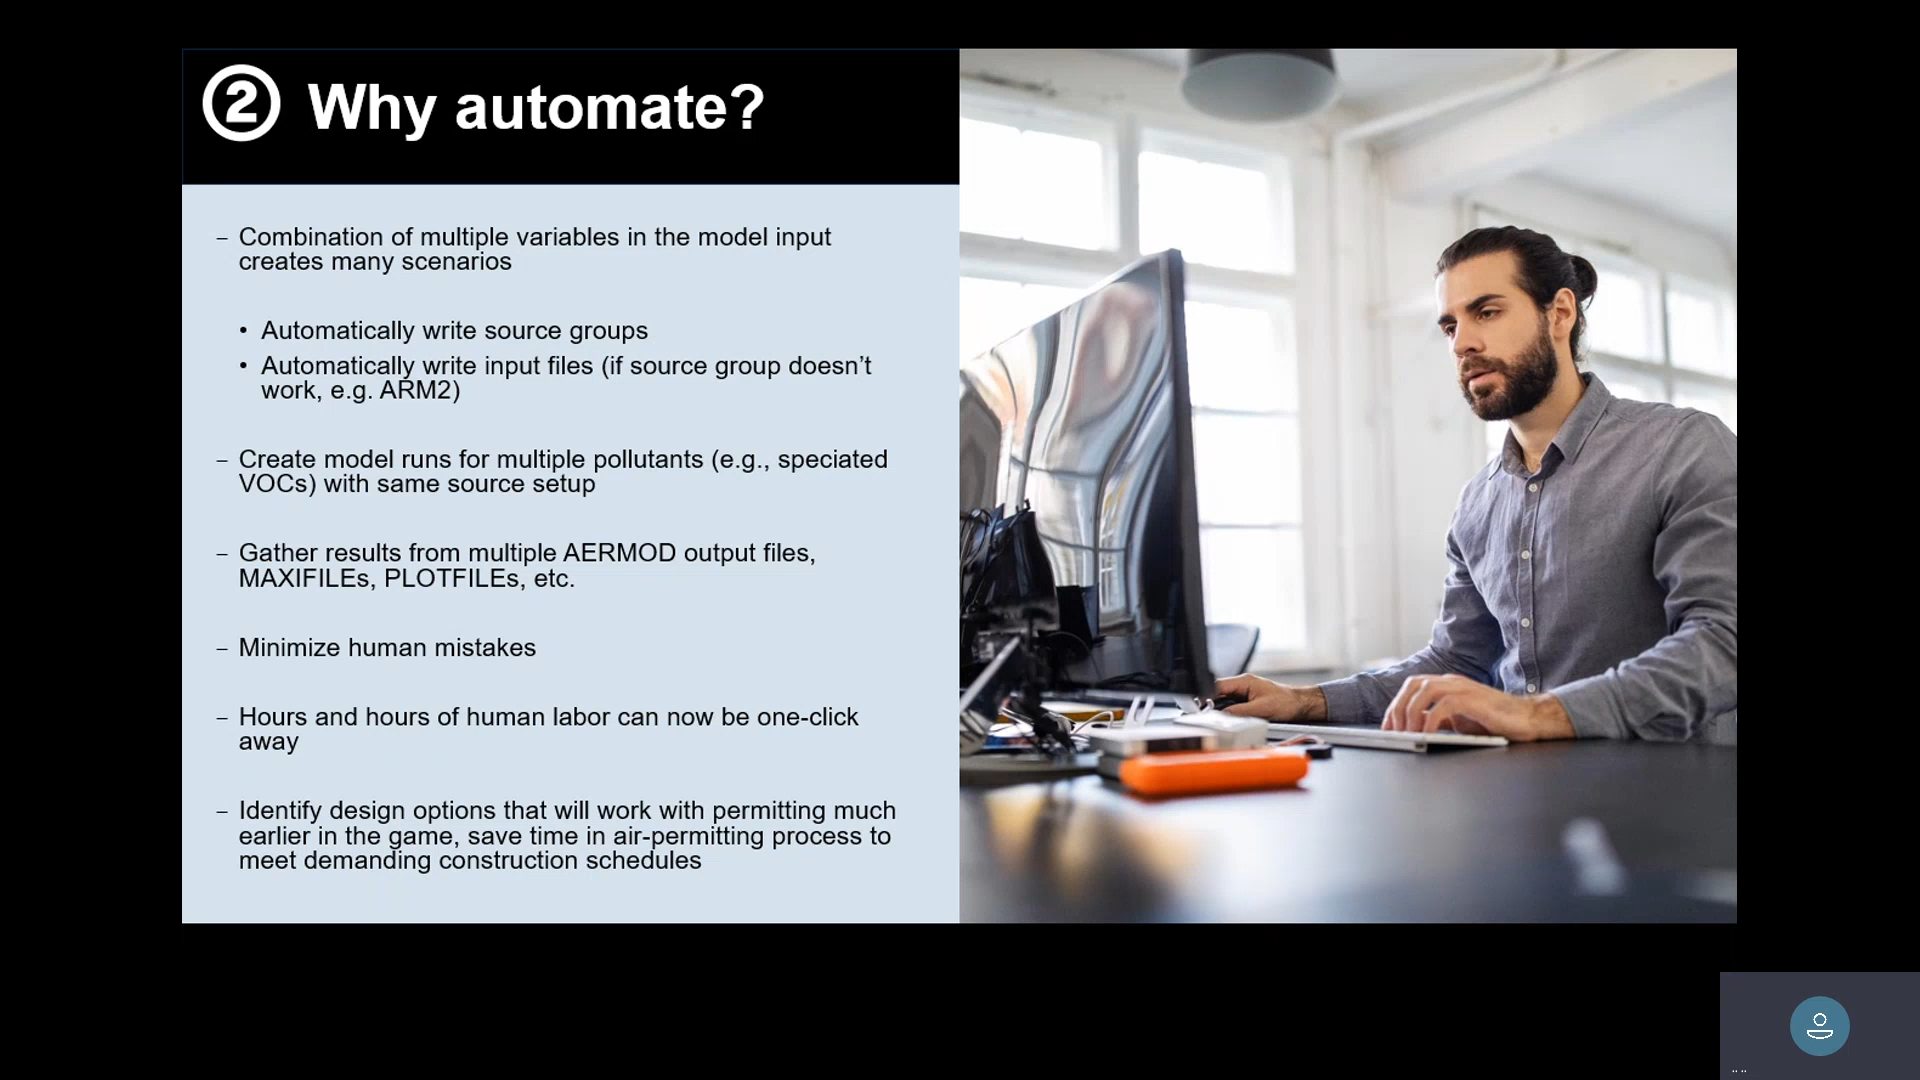 ② Why automate?
– Combination of multiple variables in the model input
creates many scenarios
• Automatically write source groups
• Automatically write input files (if source group doesn’t
work, e.g. ARM2)
– Create model runs for multiple pollutants (e.g., speciated
VOCs) with same source setup
– Gather results from multiple AERMOD output files,
MAXIFILEs, PLOTFILEs, etc.
– Minimize human mistakes
– Hours and hours of human labor can now be one-click
away
– Identify design options that will work with permitting much
earlier in the game, save time in air-permitting process to
meet demanding construction schedules